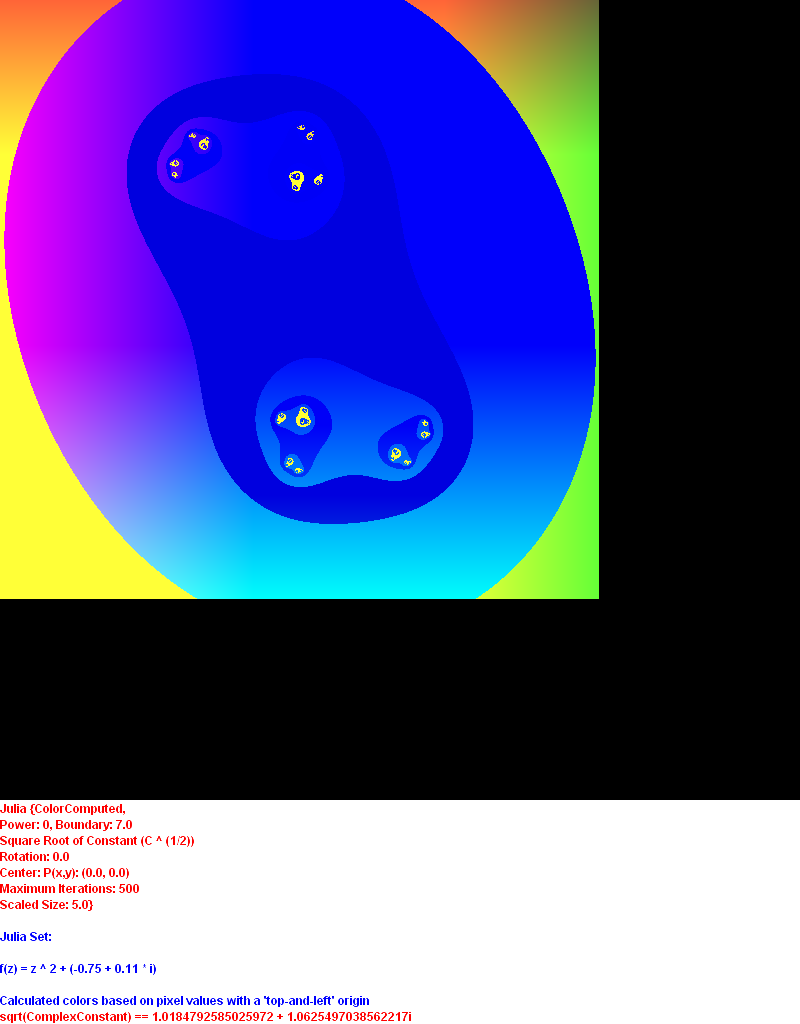 Julia {ColorComputed,
Power: 0, Boundary: 7.0
Square Root of Constant (C ^ (1/2))
Rotation: 0.0
Center: P(x,y): (0.0, 0.0)
Maximum Iterations: 500
Scaled Size: 5.0}
Julia Set:
f(z) = z ^ 2 + (-0.75 + 0.11 * i)
Calculated colors based on pixel values with a 'top-and-left' origin
sqrt(ComplexConstant) == 1.0184792585025972 + 1.0625497038562217i